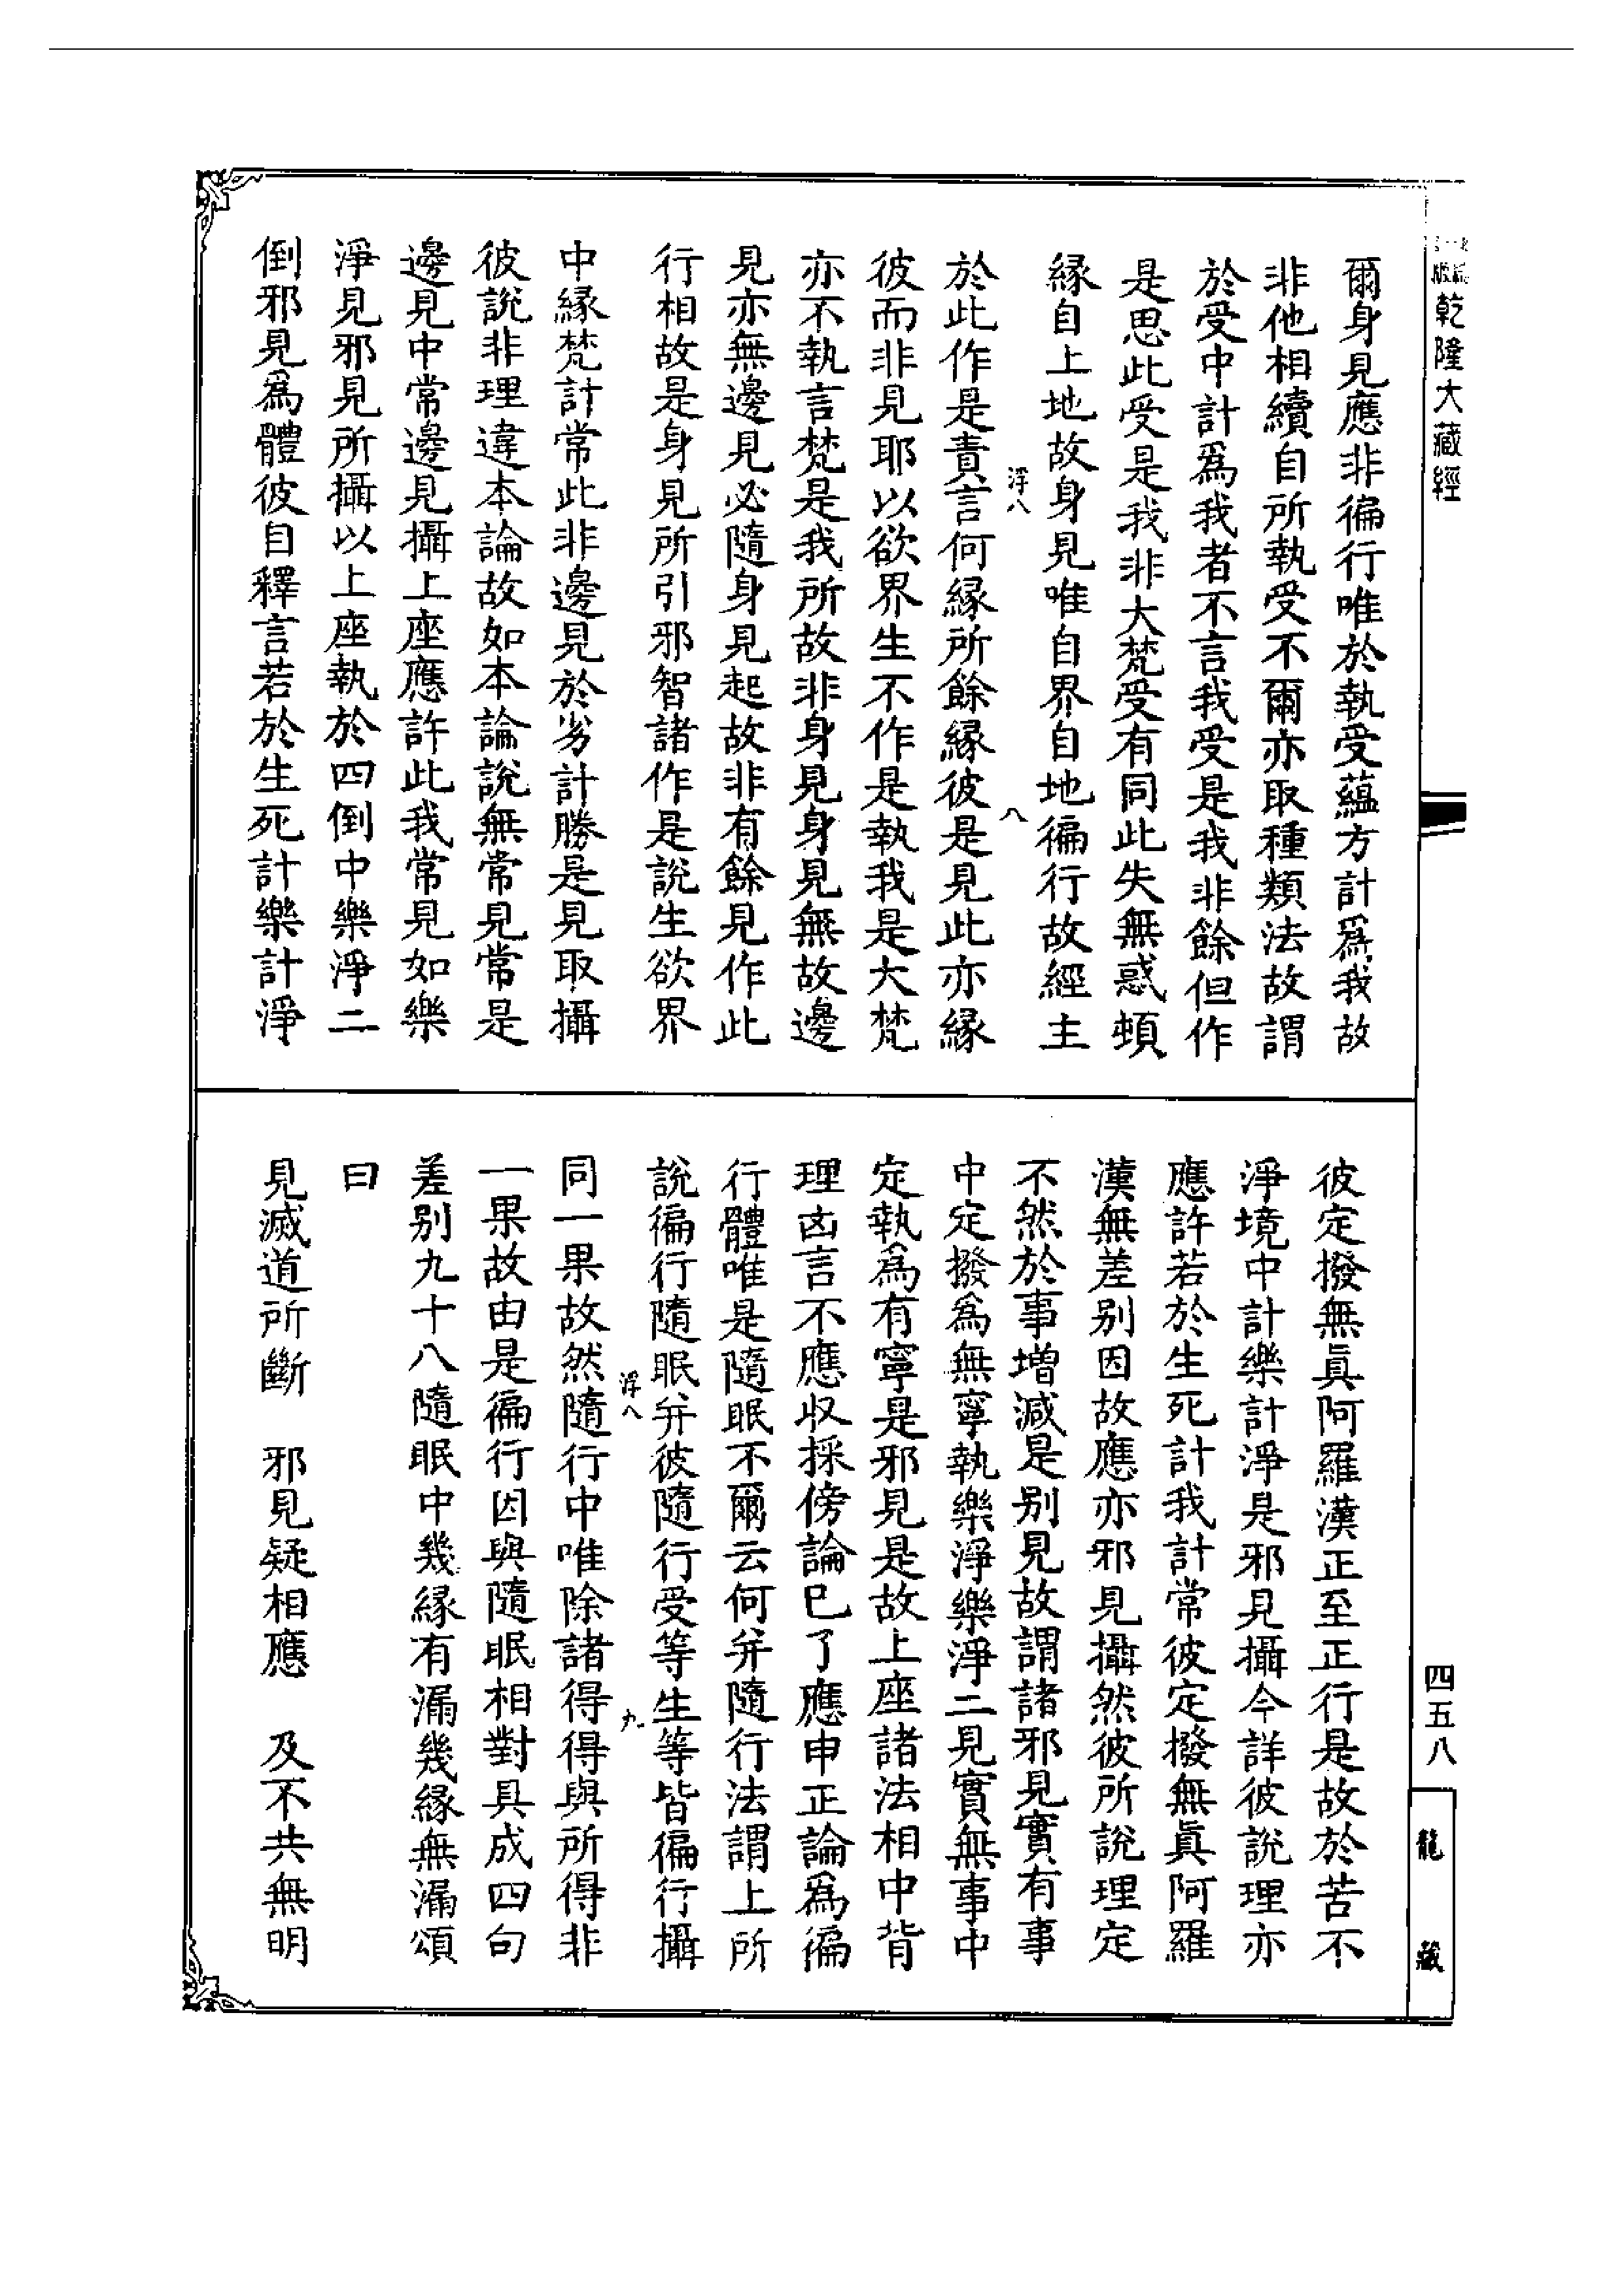 乾隆大藏經
爾身見應非徧行唯於執受蘊方計爲我故
非他相續自所執受不爾亦取種類法故謂
於受中計爲我者不言我受是我非餘但作
是思此受是我非大梵受有同此失無惑頓
緣自上地故身見唯自界自地徧行故經主
浮八 八
於此作是責言何緣所餘緣彼是見此亦緣
彼而非見耶以欲界生不作是執我是大梵
亦不執言梵是我所故非身見身見無故邊
見亦無邊見必隨身見起故非有餘見作此
行相故是身見所引邪智諸作是說生欲界
中緣梵計常此非邊見於劣計勝是見取攝
彼說非理違本論故如本論說無常見常是
邊見中常邊見攝上座應許此我常見如樂
淨見邪見所攝以上座執於四倒中樂淨二
倒邪見爲體彼自釋言若於生死計樂計淨
彼定撥無眞阿羅漢正至正行是故於苦不
淨境中計樂計淨是邪見攝今詳彼說理亦
應許若於生死計我計常彼定撥無眞阿羅
漢無差別因故應亦邪見攝然彼所說理定
不然於事增減是別見故謂諸邪見實有事
中定撥爲無寧執樂淨樂淨二見實無事中
定執爲有寧是邪見是故上座諸法相中背
理凶言不應収採傍論已了應申正論爲徧
行體唯是隨眠不爾云何并隨行法謂上所
說徧行隨眠并彼隨行受等生等皆徧行攝
浮八 九
同一果故然隨行中唯除諸得得與所得非
一果故由是徧行因與隨眠相對具成四句
差別九十八隨眠中幾緣有漏幾緣無漏頌
曰
見滅道所斷 邪見疑相應 及不共無明
四五八
龍藏